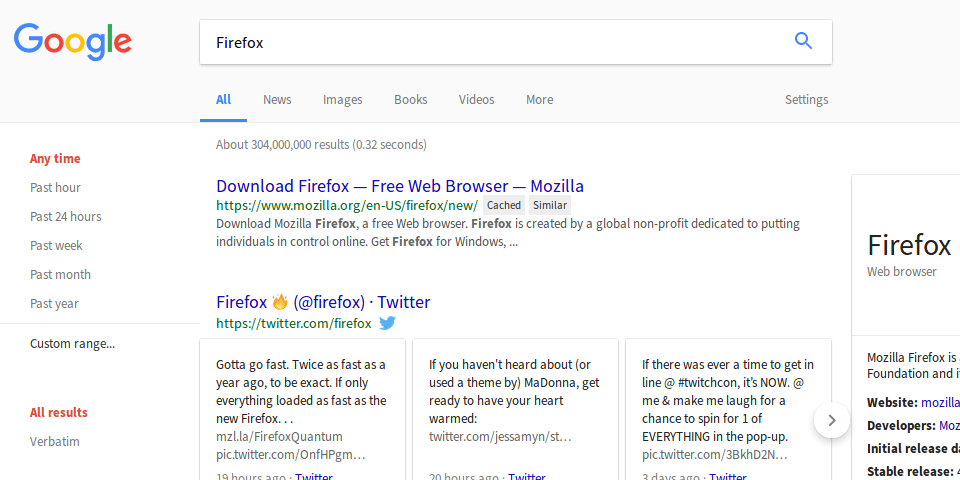 Google
Firefox
All News Images Books Videos More Settings
About 304,000,000 results (0.32 seconds)
Any time
Past hour
Past 24 hours
Past week
Past month
Past year
Custom range...
All results
Verbatim
Download Firefox — Free Web Browser — Mozilla
https://www.mozilla.org/en-US/firefox/new/ Cached Similar
Download Mozilla Firefox, a free Web browser. Firefox is created by a global non-profit dedicated to putting
individuals in control online. Get Firefox for Windows, ...
Firefox 🔥 (@firefox) · Twitter
https://twitter.com/firefox
Gotta go fast. Twice as fast as a
year ago, to be exact. If only
everything loaded as fast as the
new Firefox. . .
mzl.la/FirefoxQuantum
pic.twitter.com/OnfHPgm…
19 hours ago · Twitter
If you haven't heard about (or
used a theme by) MaDonna, get
ready to have your heart
warmed:
twitter.com/jessamyn/st…
20 hours ago · Twitter
If there was ever a time to get in
line @ #twitchcon, it's NOW. @
me & make me laugh for a
chance to spin for 1 of
EVERYTHING in the pop-up.
pic.twitter.com/3BkhD2N…
3 days ago · Twitter
Firefox
Web browser
Mozilla Firefox is
Foundation and
Website: mozilla
Developers: Moz
Initial release
Stable release: